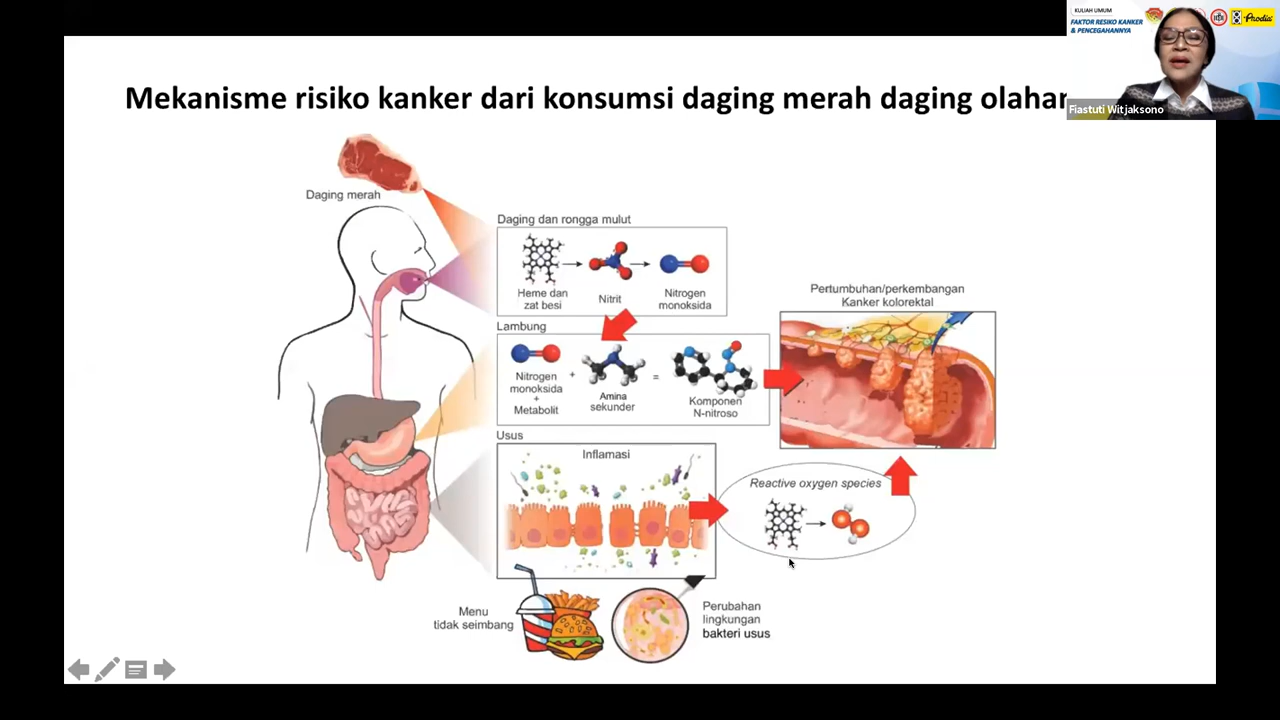 KULIAH UMUM
FAKTOR RESIKO KANKER
& PENCEGAHANNYA
Prodia
Fiastuti Witjaksono
Mekanisme risiko kanker dari konsumsi daging merah daging olahan
Daging merah
Daging dan rongga mulut
Heme dan
zat besi
Nitrit
Nitrogen
monoksida
Lambung
Nitrogen
monoksida
+
Metabolit
+
Amina
sekunder
=
Komponen
N-nitroso
Pertumbuhan/perkembangan
Kanker kolorektal
Usus
Inflamasi
Reactive oxygen species
Menu
tidak seimbang
Perubahan
lingkungan
bakteri usus